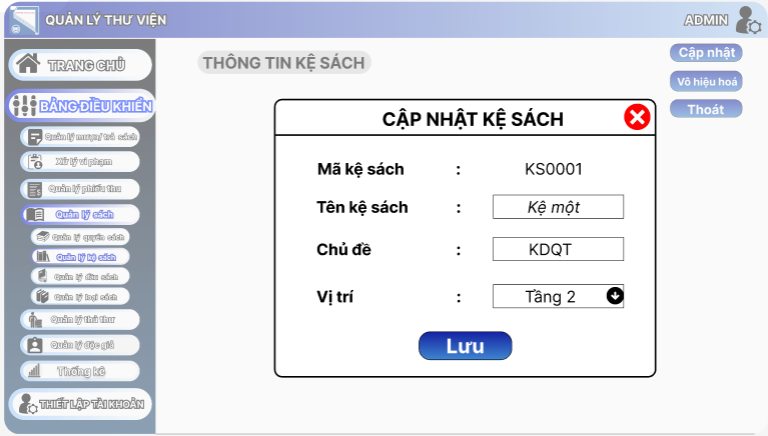 QUẢN LÝ THƯ VIỆN
ADMIN
TRANG CHỦ
BẢNG ĐIỀU KHIỂN
Quản lý mượn/ trả sách
Xử lý vi phạm
Quản lý phiếu thu
Quản lý sách
Quản lý quyển sách
Quản lý kệ sách
Quản lý đầu sách
Quản lý loại sách
Quản lý thủ thư
Quản lý độc giả
Thống kê
THIẾT LẬP TÀI KHOẢN
THÔNG TIN KỆ SÁCH
Cập nhật
Vô hiệu hoá
Thoát
CẬP NHẬT KỆ SÁCH
Mã kệ sách : KS0001
Tên kệ sách : Kệ một
Chủ đề : KDQT
Vị trí : Tầng 2
Lưu